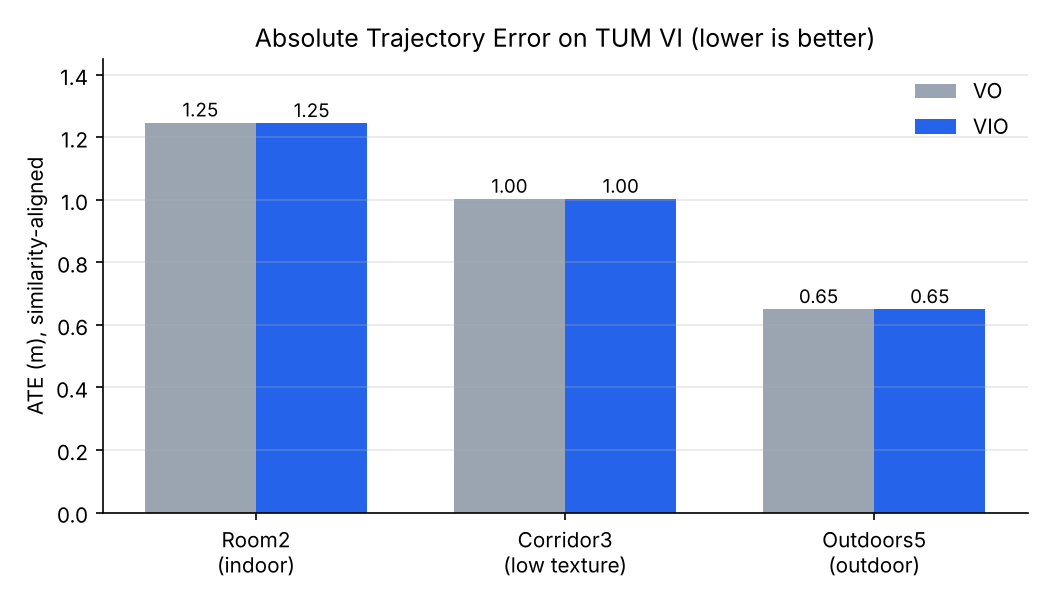 Absolute Trajectory Error on TUM VI (lower is better)
VO
VIO
ATE (m), similarity-aligned
1.4
1.2
1.0
0.8
0.6
0.4
0.2
0.0
1.25
1.25
1.00
1.00
0.65
0.65
Room2
(indoor)
Corridor3
(low texture)
Outdoors5
(outdoor)